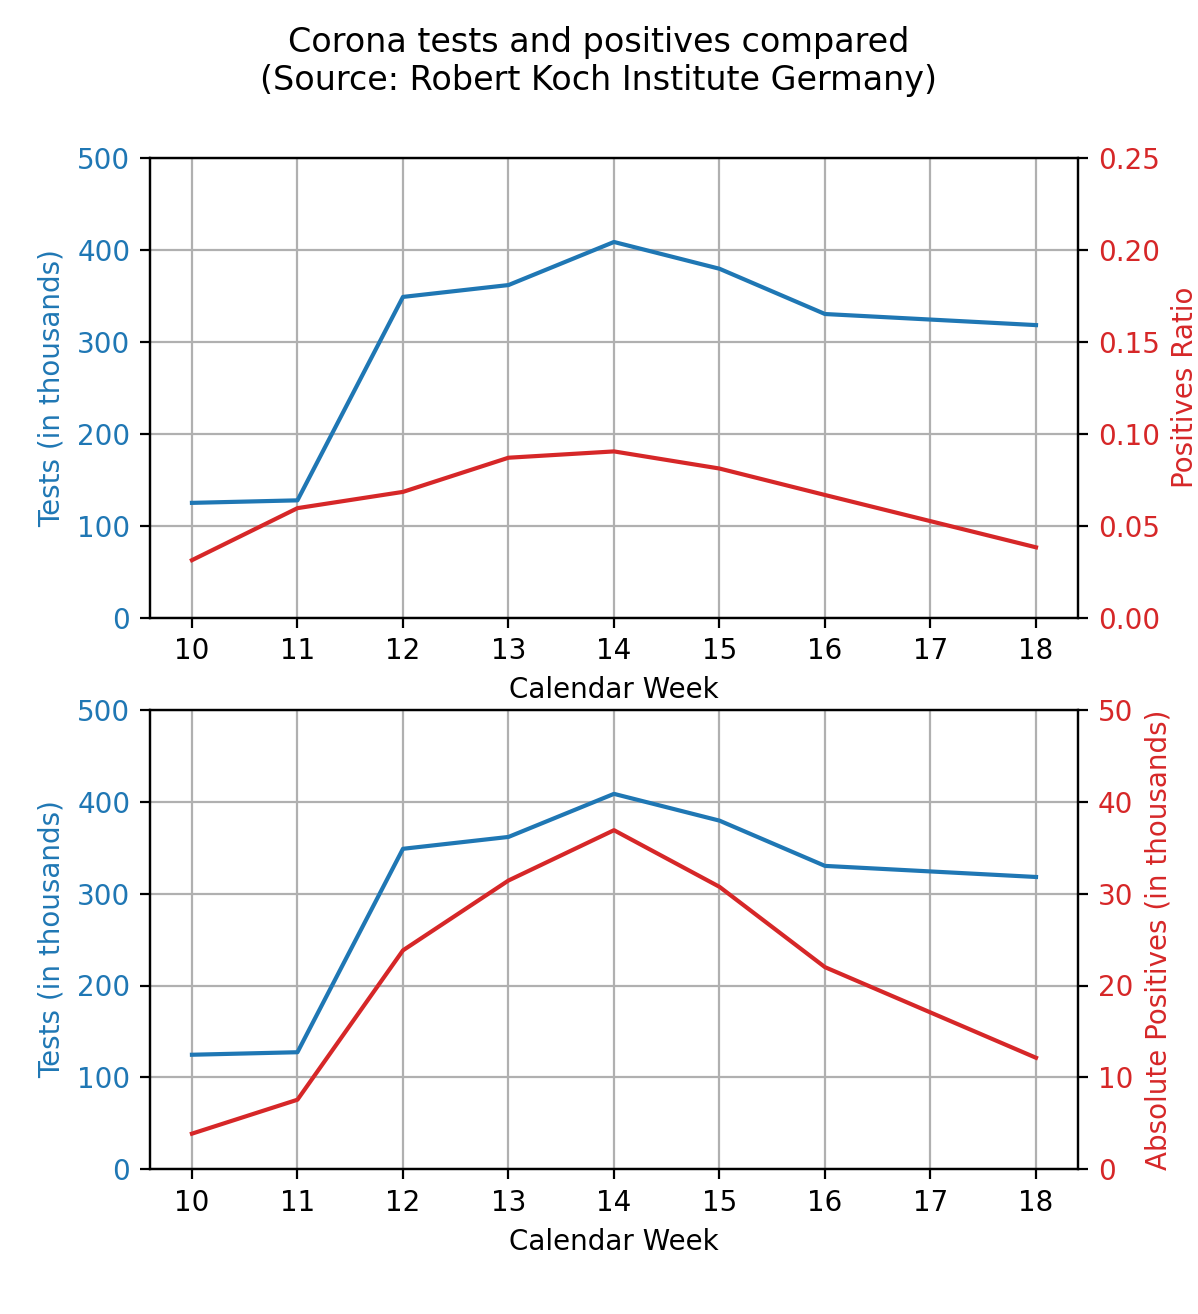 Corona tests and positives compared
(Source: Robert Koch Institute Germany)
500
400
300
200
100
0
Tests (in thousands)
0.25
0.20
0.15
0.10
0.05
0.00
Positives Ratio
10 11 12 13 14 15 16 17 18
Calendar Week
500
400
300
200
100
0
Tests (in thousands)
50
40
30
20
10
0
Absolute Positives (in thousands)
10 11 12 13 14 15 16 17 18
Calendar Week